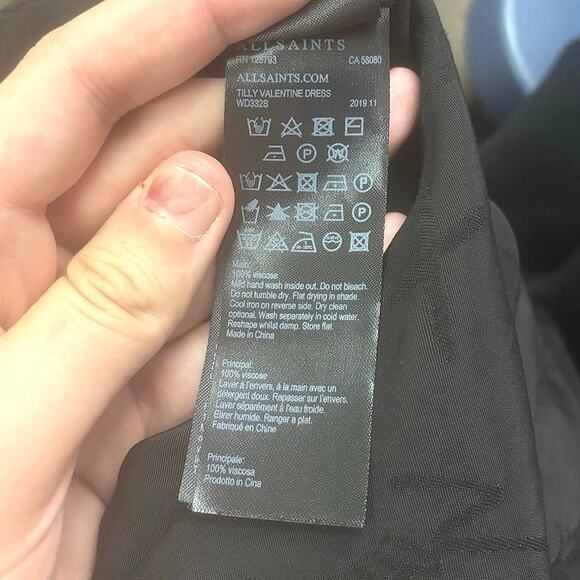 ALLSAINTS
RN 128793 CA 58080
ALLSAINTS.COM
TILLY VALENTINE DRESS
WD332S 2019 11
P W
P
P
Main:
100% viscose
Mild hand wash inside out. Do not bleach.
Do not tumble dry. Flat drying in shade.
Cool iron on reverse side. Dry clean
optional. Wash separately in cold water.
Reshape whilst damp. Store flat.
Made in China
Principal:
100% viscose
Laver à l'envers, à la main avec un
détergent doux. Repasser sur l'envers.
Laver séparément à l'eau froide.
Étirer humide. Ranger a plat.
Fabriqué en Chine
Principale:
100% viscosa
Prodotto in Cina